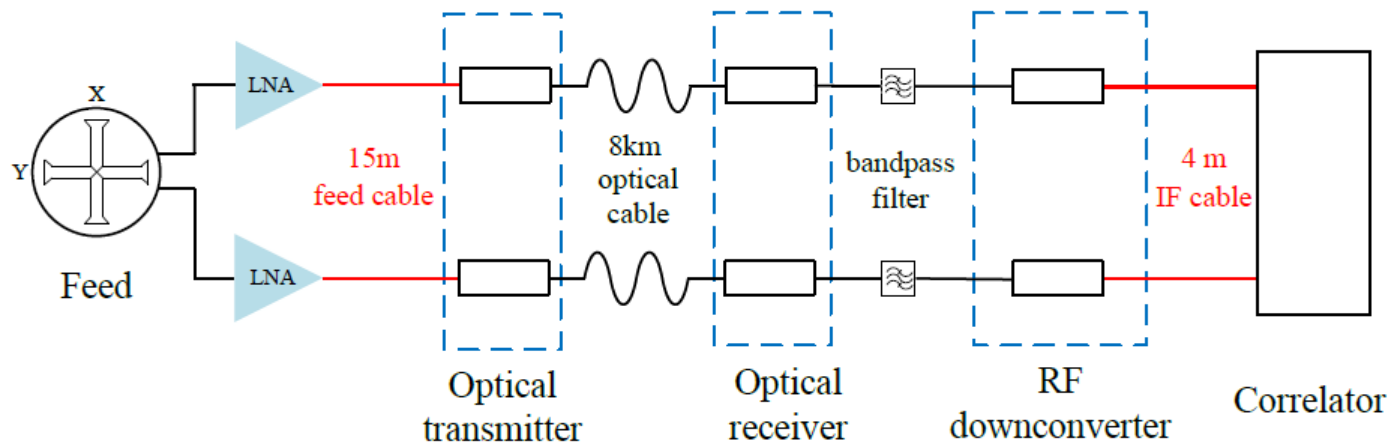 X
Y
Feed
LNA
LNA
15m
feed cable
Optical
transmitter
8km
optical
cable
Optical
receiver
bandpass
filter
RF
downconverter
4 m
IF cable
Correlator